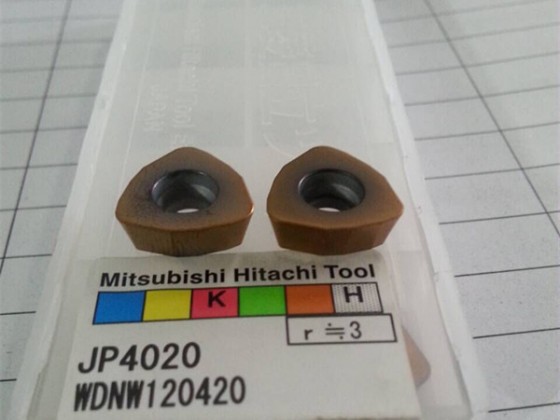 Mitsubishi Hitachi Tool
K H
r≒3
JP4020
WDNW120420